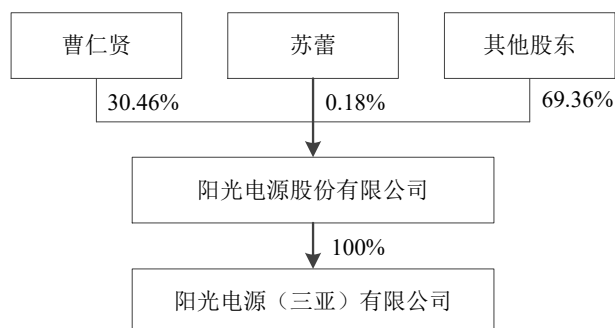 曹仁贤
苏蕾
其他股东
30.46%
0.18%
69.36%
阳光电源股份有限公司
100%
阳光电源（三亚）有限公司